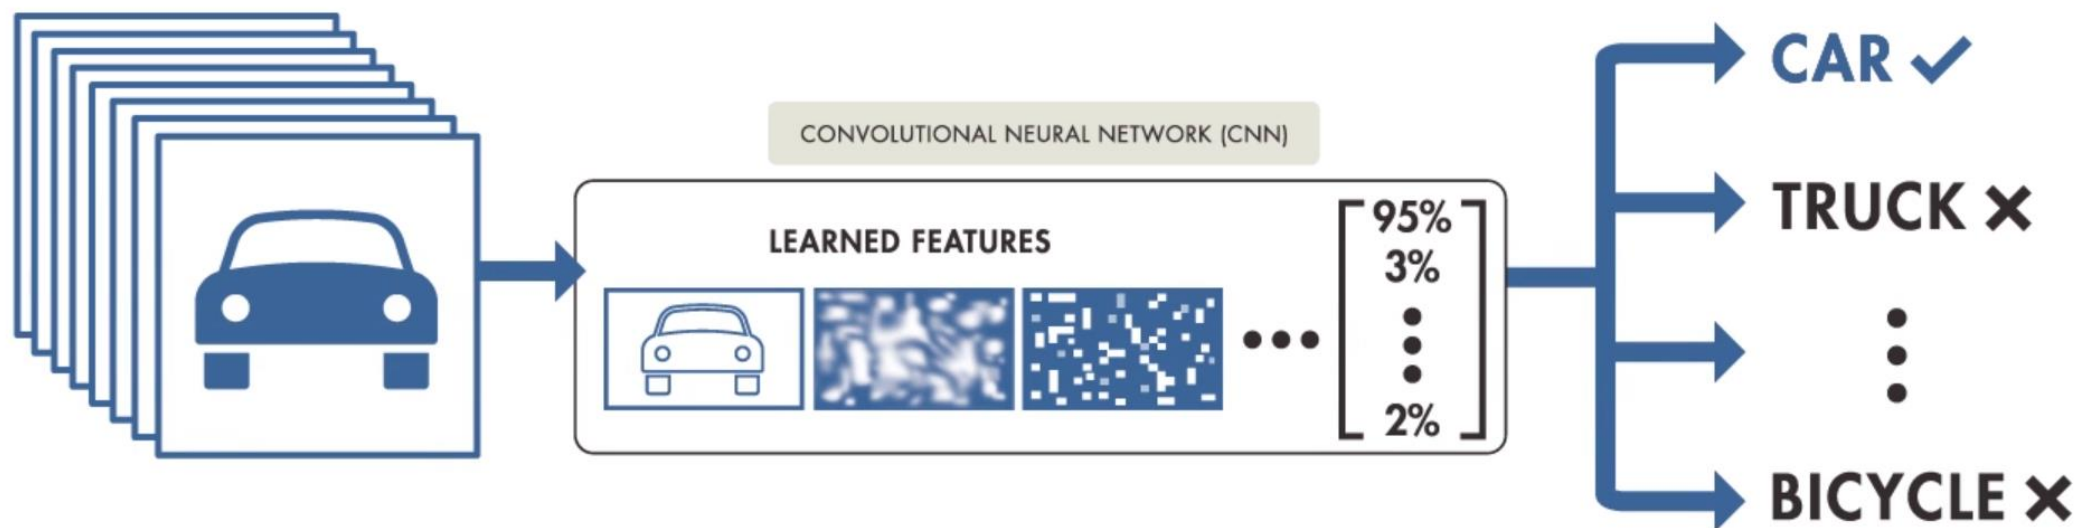 CONVOLUTIONAL NEURAL NETWORK (CNN)
LEARNED FEATURES
95%
3%
2%
CAR
TRUCK
BICYCLE